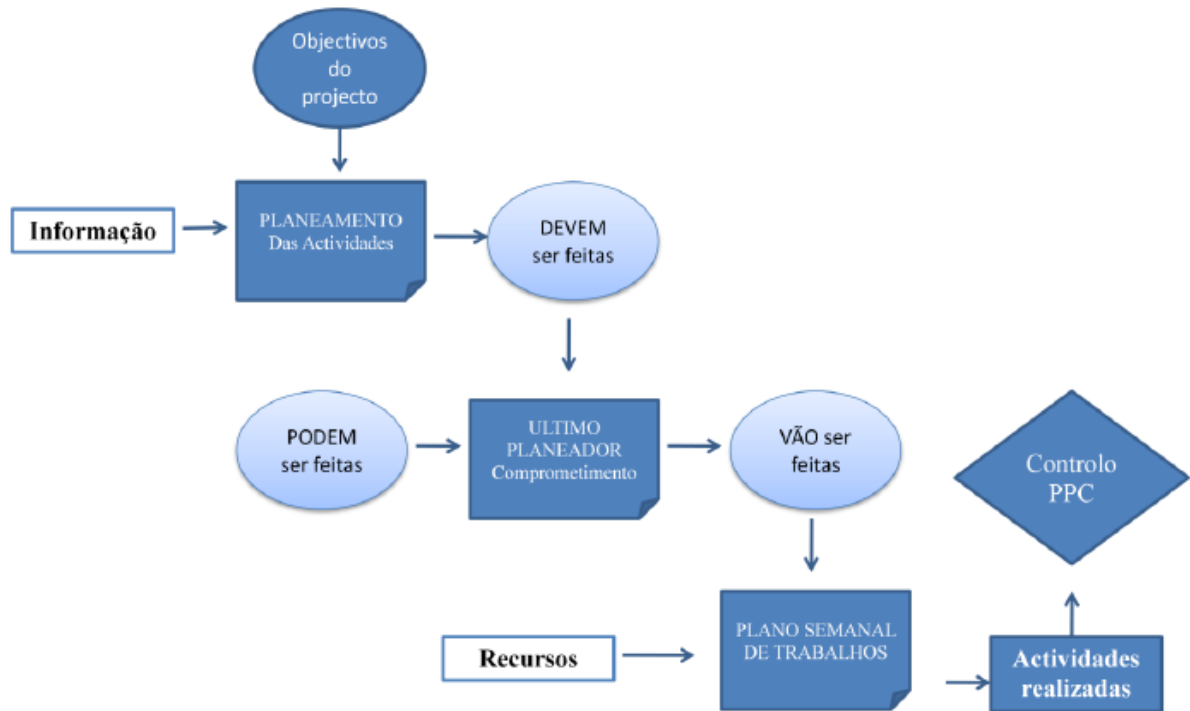 Objectivos
do
projecto
Informação
PLANEAMENTO
Das Actividades
DEVEM
ser feitas
PODEM
ser feitas
ULTIMO
PLANEADOR
Comprometimento
VÃO ser
feitas
Controlo
PPC
Recursos
PLANO SEMANAL
DE TRABALHOS
Actividades
realizadas